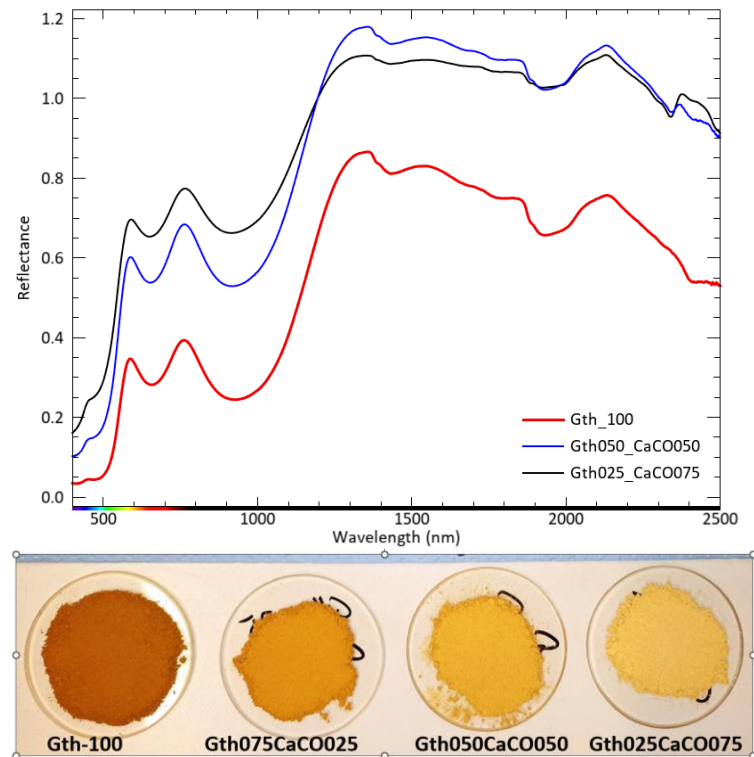 1.2
1.0
0.8
0.6
0.4
0.2
0.0
Reflectance
Gth_100
Gth050_CaCO050
Gth025_CaCO075
500 1000 1500 2000 2500
Wavelength (nm)
Gth-100 Gth075CaCO025 Gth050CaCO050 Gth025CaCO075